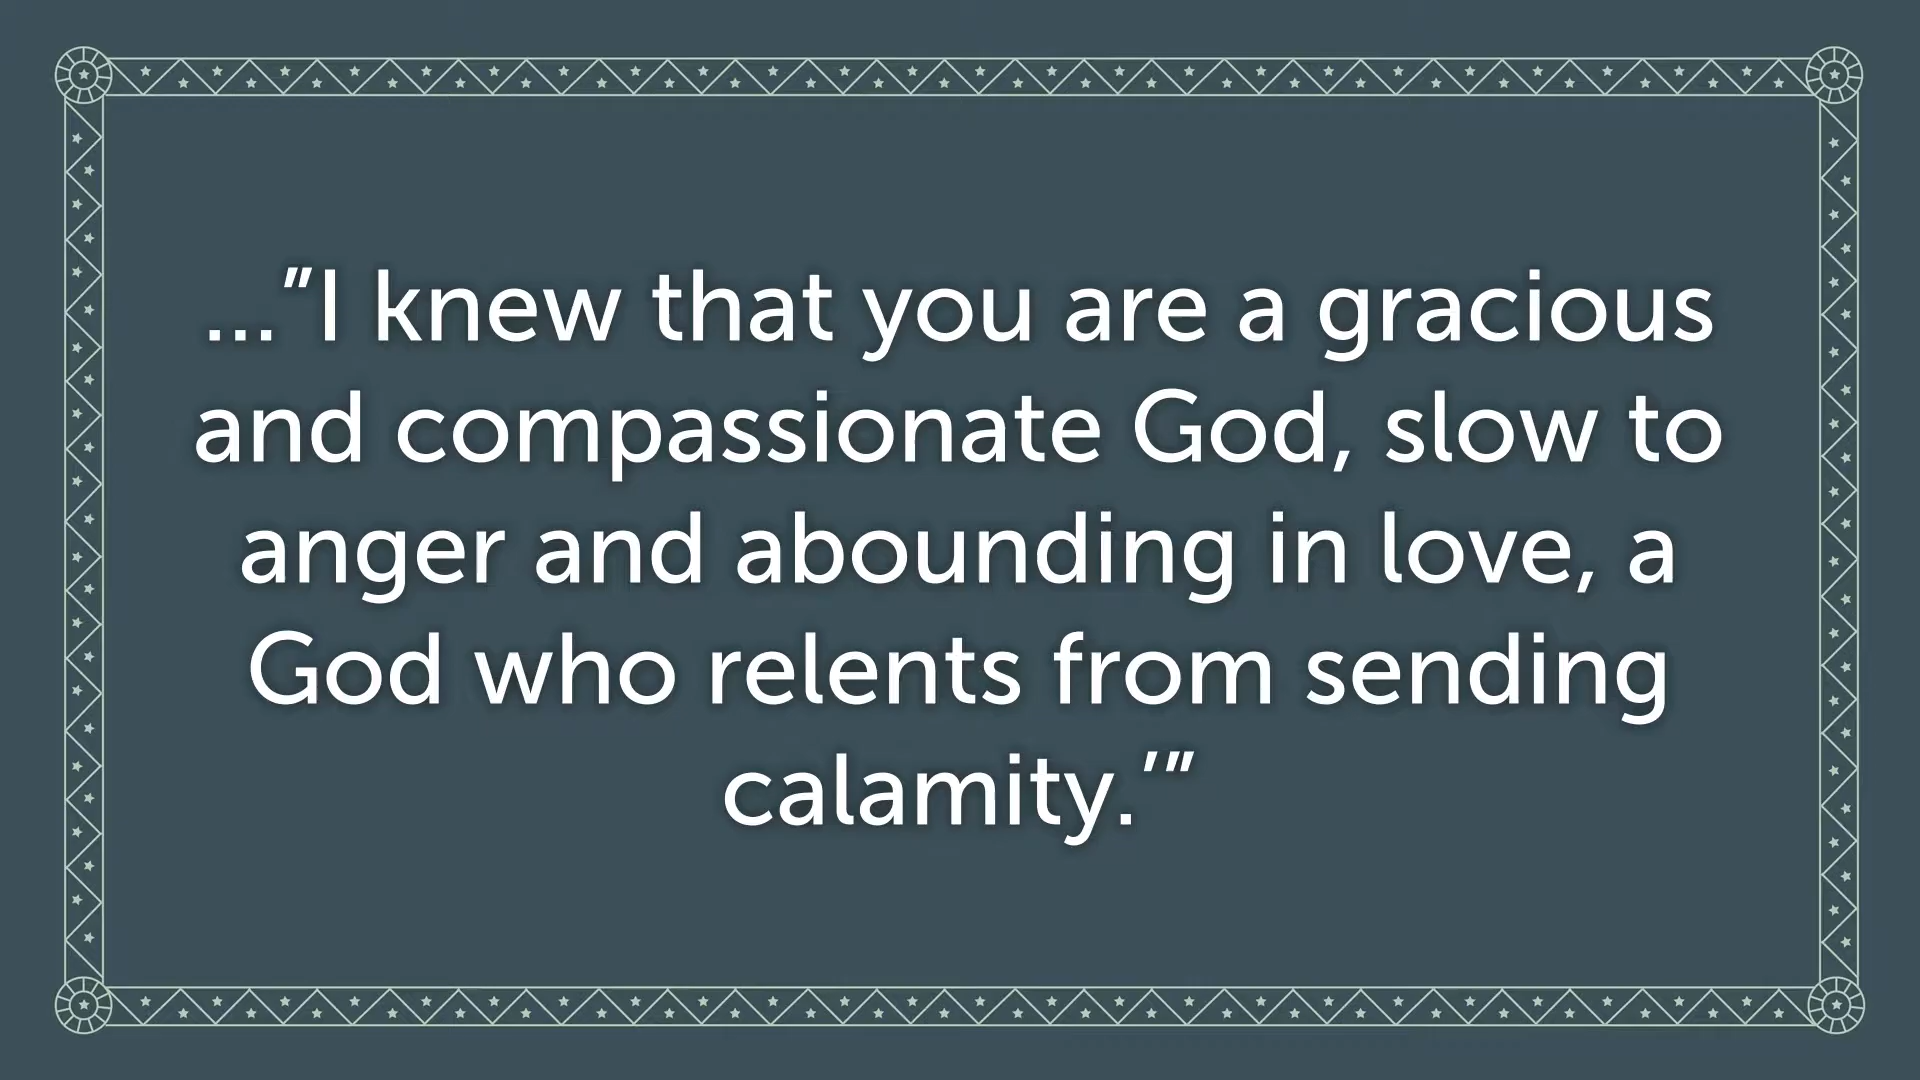 ..."I knew that you are a gracious
and compassionate God, slow to
anger and abounding in love, a
God who relents from sending
calamity.’”